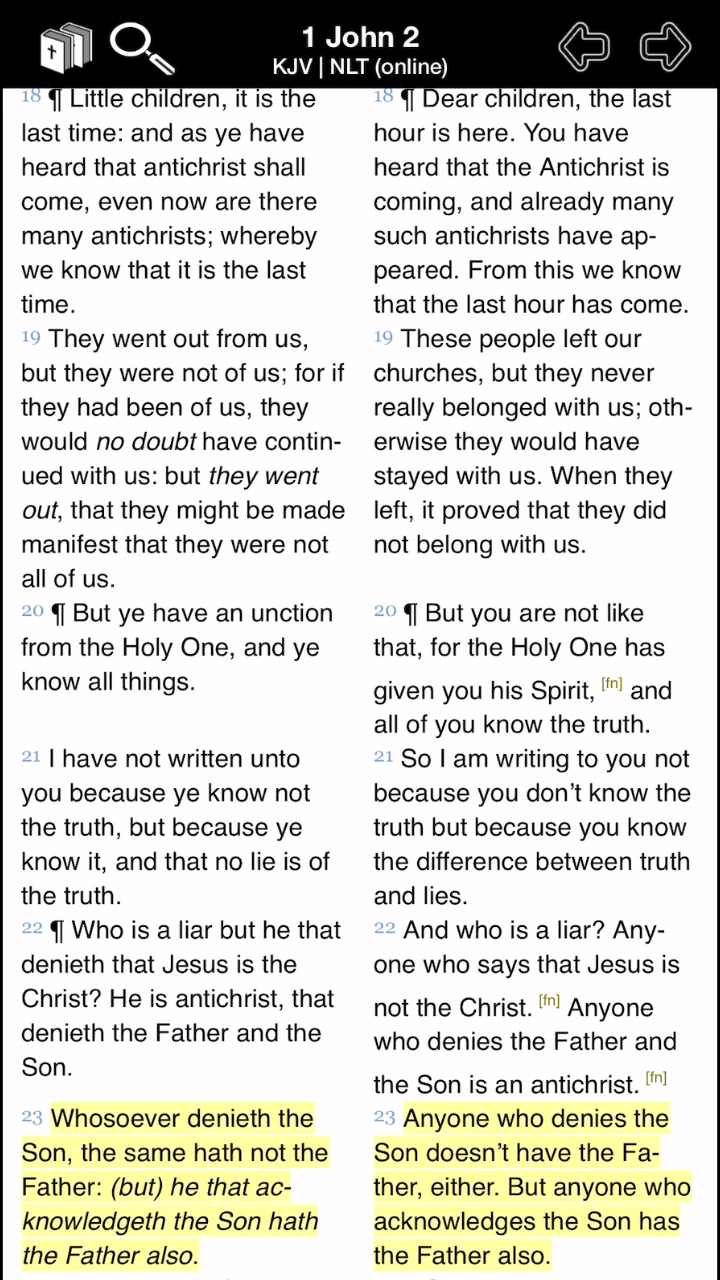 1 John 2
KJV | NLT (online)
18 ¶ Little children, it is the
last time: and as ye have
heard that antichrist shall
come, even now are there
many antichrists; whereby
we know that it is the last
time.
19 They went out from us,
but they were not of us; for if
they had been of us, they
would no doubt have contin-
ued with us: but they went
out, that they might be made
manifest that they were not
all of us.
20 ¶ But ye have an unction
from the Holy One, and ye
know all things.
21 I have not written unto
you because ye know not
the truth, but because ye
know it, and that no lie is of
the truth.
22 ¶ Who is a liar but he that
denieth that Jesus is the
Christ? He is antichrist, that
denieth the Father and the
Son.
23 Whosoever denieth the
Son, the same hath not the
Father: (but) he that ac-
knowledgeth the Son hath
the Father also.
18 ¶ Dear children, the last
hour is here. You have
heard that the Antichrist is
coming, and already many
such antichrists have ap-
peared. From this we know
that the last hour has come.
19 These people left our
churches, but they never
really belonged with us; oth-
erwise they would have
stayed with us. When they
left, it proved that they did
not belong with us.
20 ¶ But you are not like
that, for the Holy One has
given you his Spirit, [fn] and
all of you know the truth.
21 So I am writing to you not
because you don’t know the
truth but because you know
the difference between truth
and lies.
22 And who is a liar? Any-
one who says that Jesus is
not the Christ. [fn] Anyone
who denies the Father and
the Son is an antichrist. [fn]
23 Anyone who denies the
Son doesn’t have the Fa-
ther, either. But anyone who
acknowledges the Son has
the Father also.